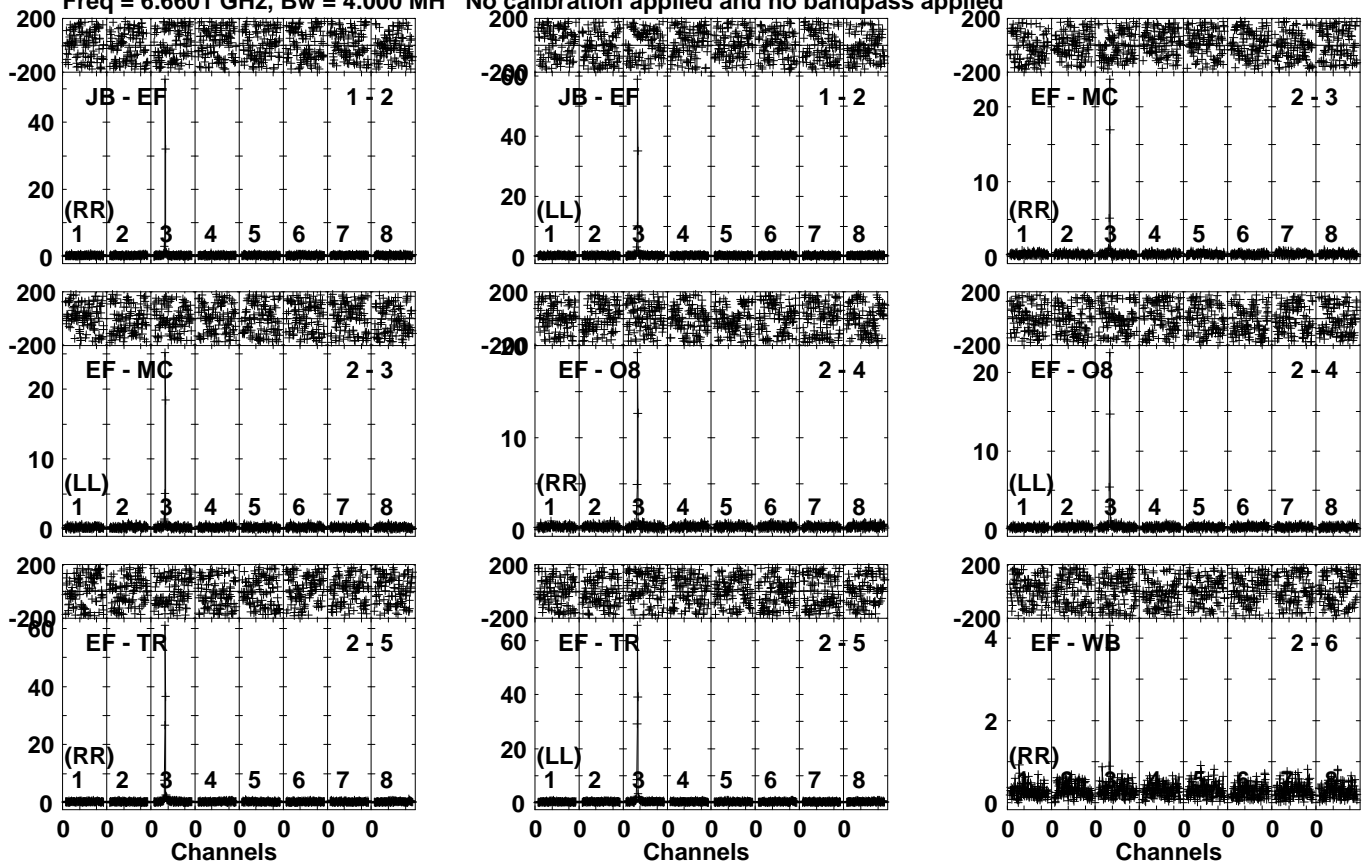 Freq = 6.6601 GHz, Bw = 4.000 MH No calibration applied and no bandpass applied
200 200 200
-200 -200 -200
60
JB - EF 1 - 2 JB - EF 1 - 2 EF - MC 2 - 3
40 40 20
20 20 10
(RR) (LL) (RR)
1 2 3 4 5 6 7 8 1 2 3 4 5 6 7 8 1 2 3 4 5 6 7 8
0 0 0
200 200 200
-200 -200 -200
20
EF - MC 2 - 3 EF - O8 2 - 4 EF - O8 2 - 4
20 20
10 10 10
(LL) (RR) (LL)
1 2 3 4 5 6 7 8 1 2 3 4 5 6 7 8 1 2 3 4 5 6 7 8
0 0 0
200 200 200
-200 -200 -200
60 60 4
EF - TR 2 - 5 EF - TR 2 - 5 EF - WB 2 - 6
40 40 2
20 20
(RR) (LL) (RR)
1 2 3 4 5 6 7 8 1 2 3 4 5 6 7 8 1 2 3 4 5 6 7 8
0 0 0
0 0 0 0 0 0 0 0 0 0 0 0 0 0 0 0 0 0 0 0 0 0 0 0
Channels Channels Channels